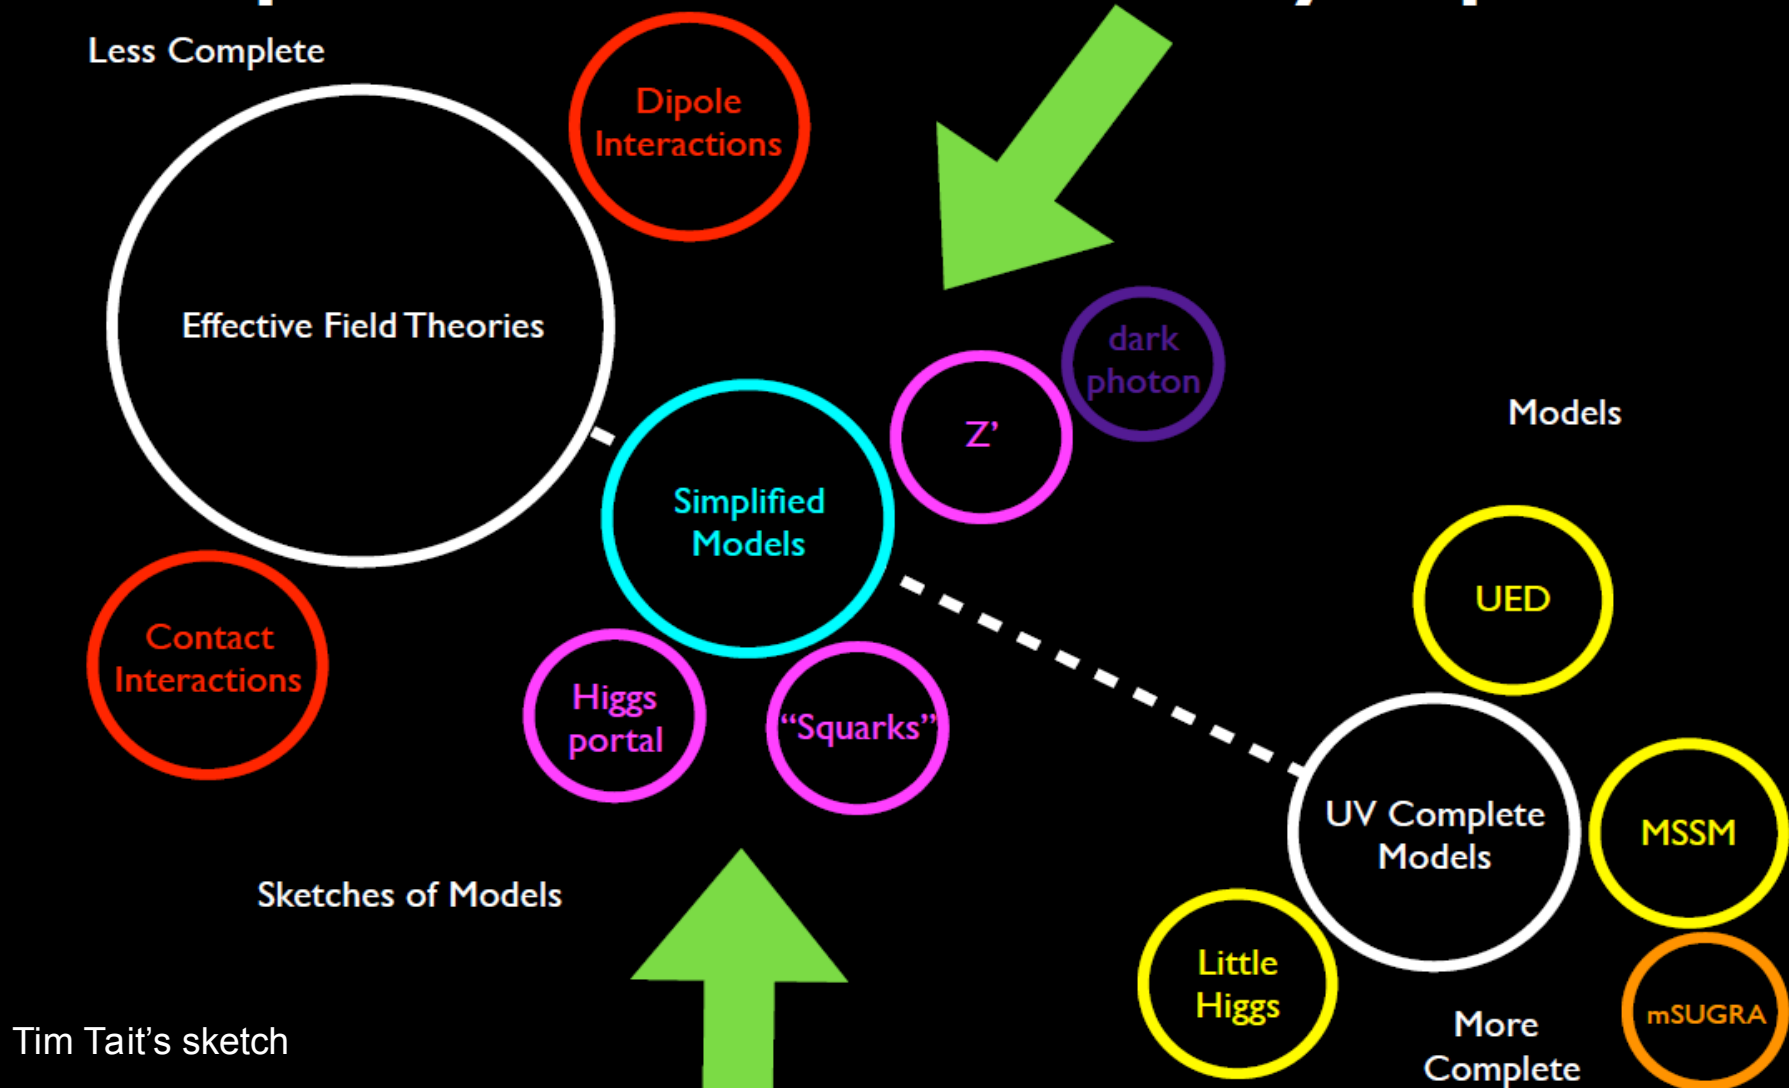 Less Complete
Dipole
Interactions
Effective Field Theories
dark
photon
Z’
Models
Simplified
Models
UED
Contact
Interactions
Higgs
portal
“Squarks”
UV Complete
Models
MSSM
Sketches of Models
Little
Higgs
mSUGRA
More
Complete
Tim Tait’s sketch